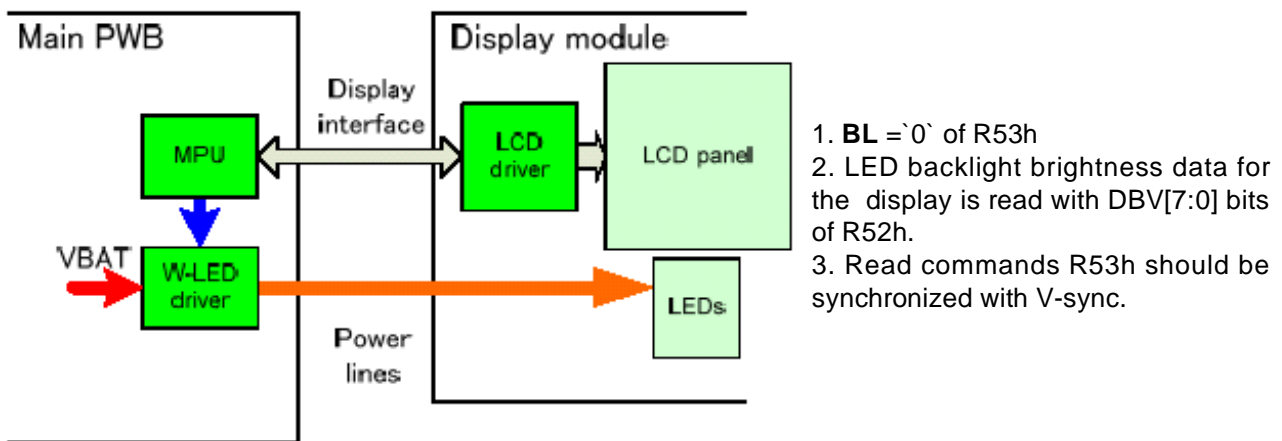 Main PWB
Display module
Display
interface
MPU
LCD
driver
LCD panel
VBAT
W-LED
driver
LEDs
Power
lines
1. BL =`0` of R53h
2. LED backlight brightness data for
the display is read with DBV[7:0] bits
of R52h.
3. Read commands R53h should be
synchronized with V-sync.